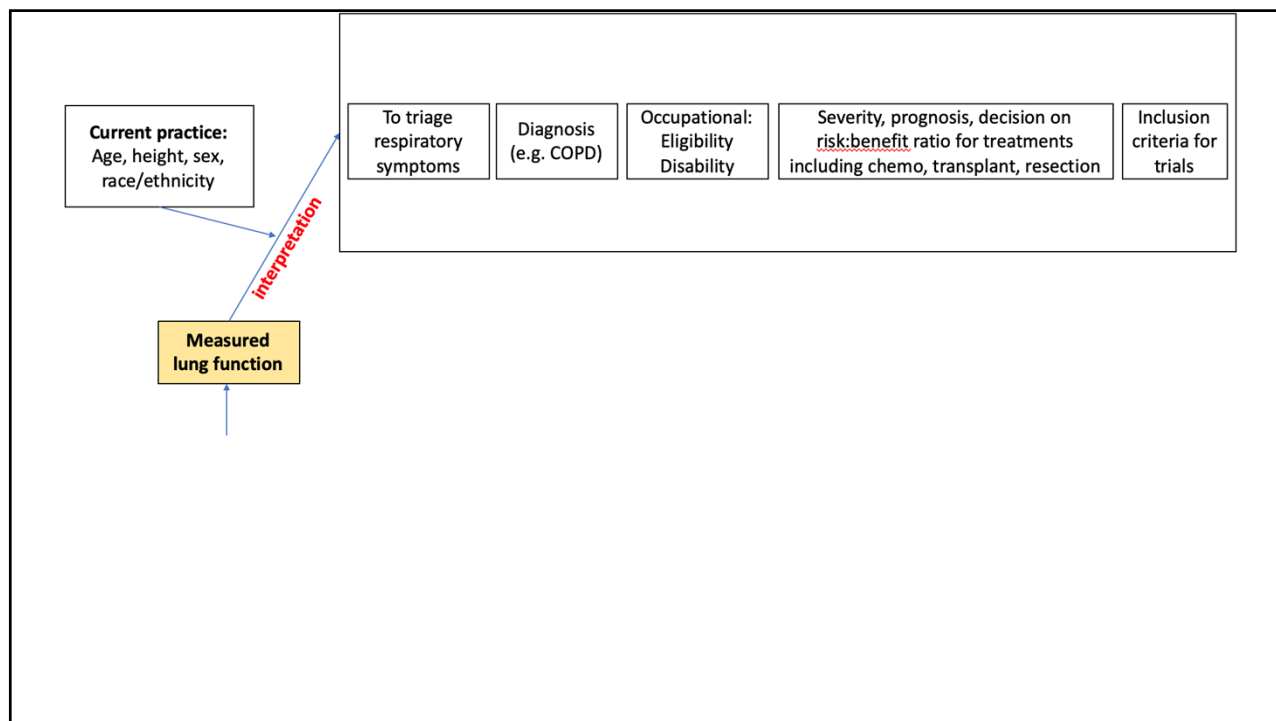 Current practice:
Age, height, sex,
race/ethnicity
To triage
respiratory
symptoms
Diagnosis
(e.g. COPD)
Occupational:
Eligibility
Disability
Severity, prognosis, decision on
risk:benefit ratio for treatments
including chemo, transplant, resection
Inclusion
criteria for
trials
interpretation
Measured
lung function